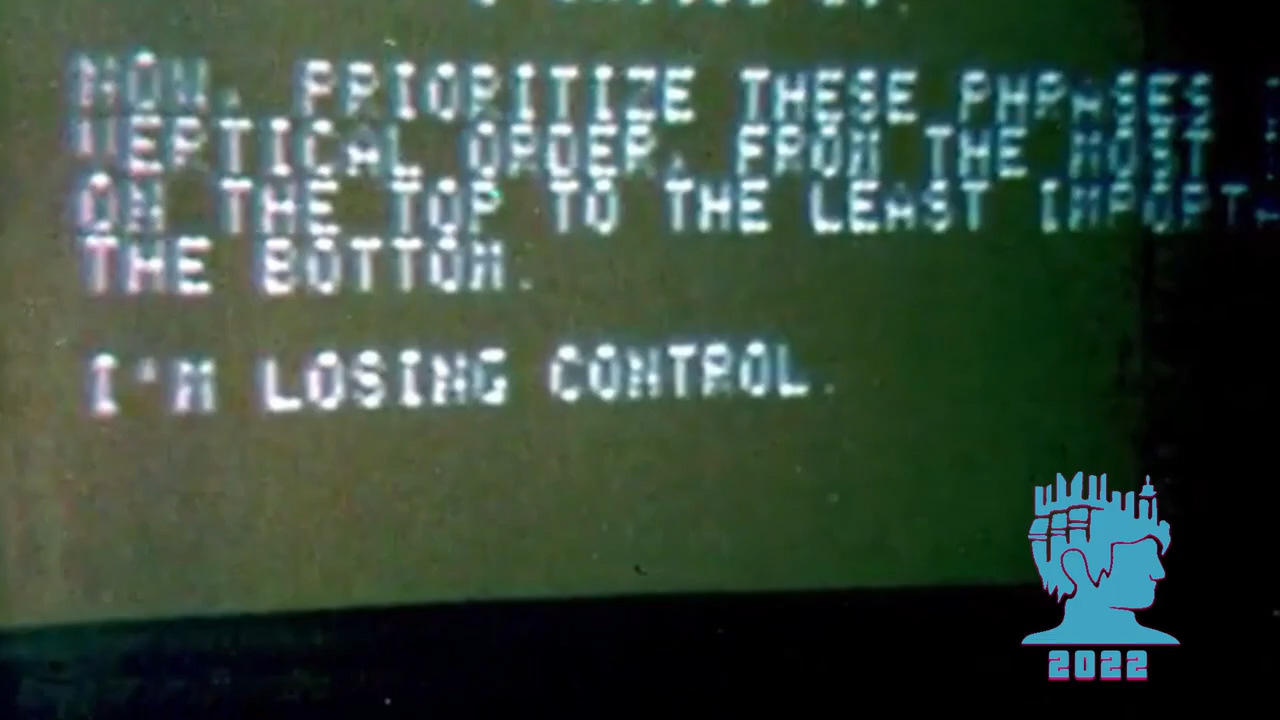 NOW, PRIORITIZE THESE PHRASES
VERTICAL ORDER, FROM THE MOST
ON THE TOP TO THE LEAST IMPORTA
THE BOTTOM.
I'M LOSING CONTROL.
2022